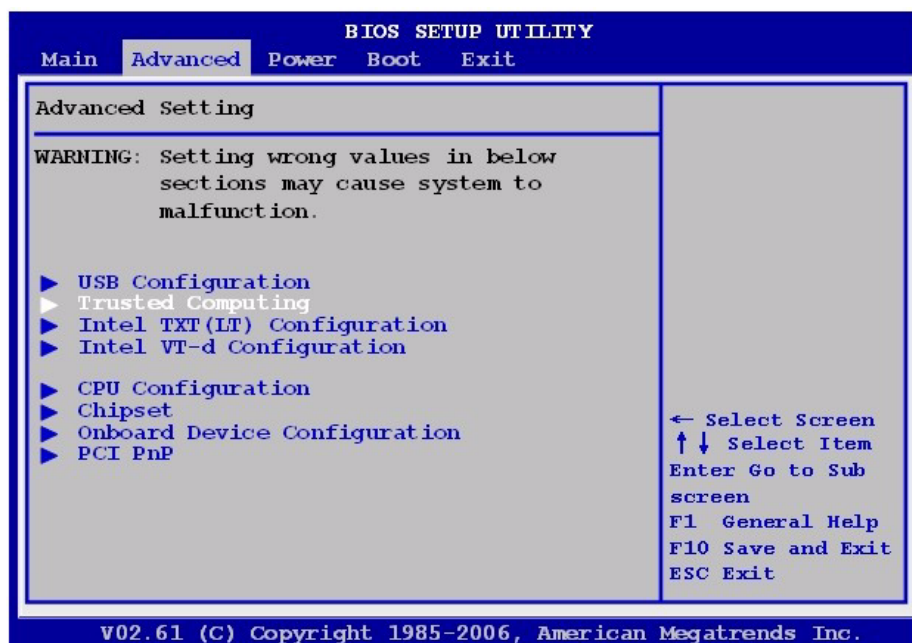 BIOS SETUP UTILITY
Main Advanced Power Boot Exit
Advanced Setting
WARNING: Setting wrong values in below
sections may cause system to
malfunction.
USB Configuration
Trusted Computing
Intel TXT(LT) Configuration
Intel VT-d Configuration
CPU Configuration
Chipset
Onboard Device Configuration
PCI PnP
← Select Screen
↑↓ Select Item
Enter Go to Sub
screen
F1 General Help
F10 Save and Exit
ESC Exit
V02.61 (C) Copyright 1985-2006, American Megatrends Inc.